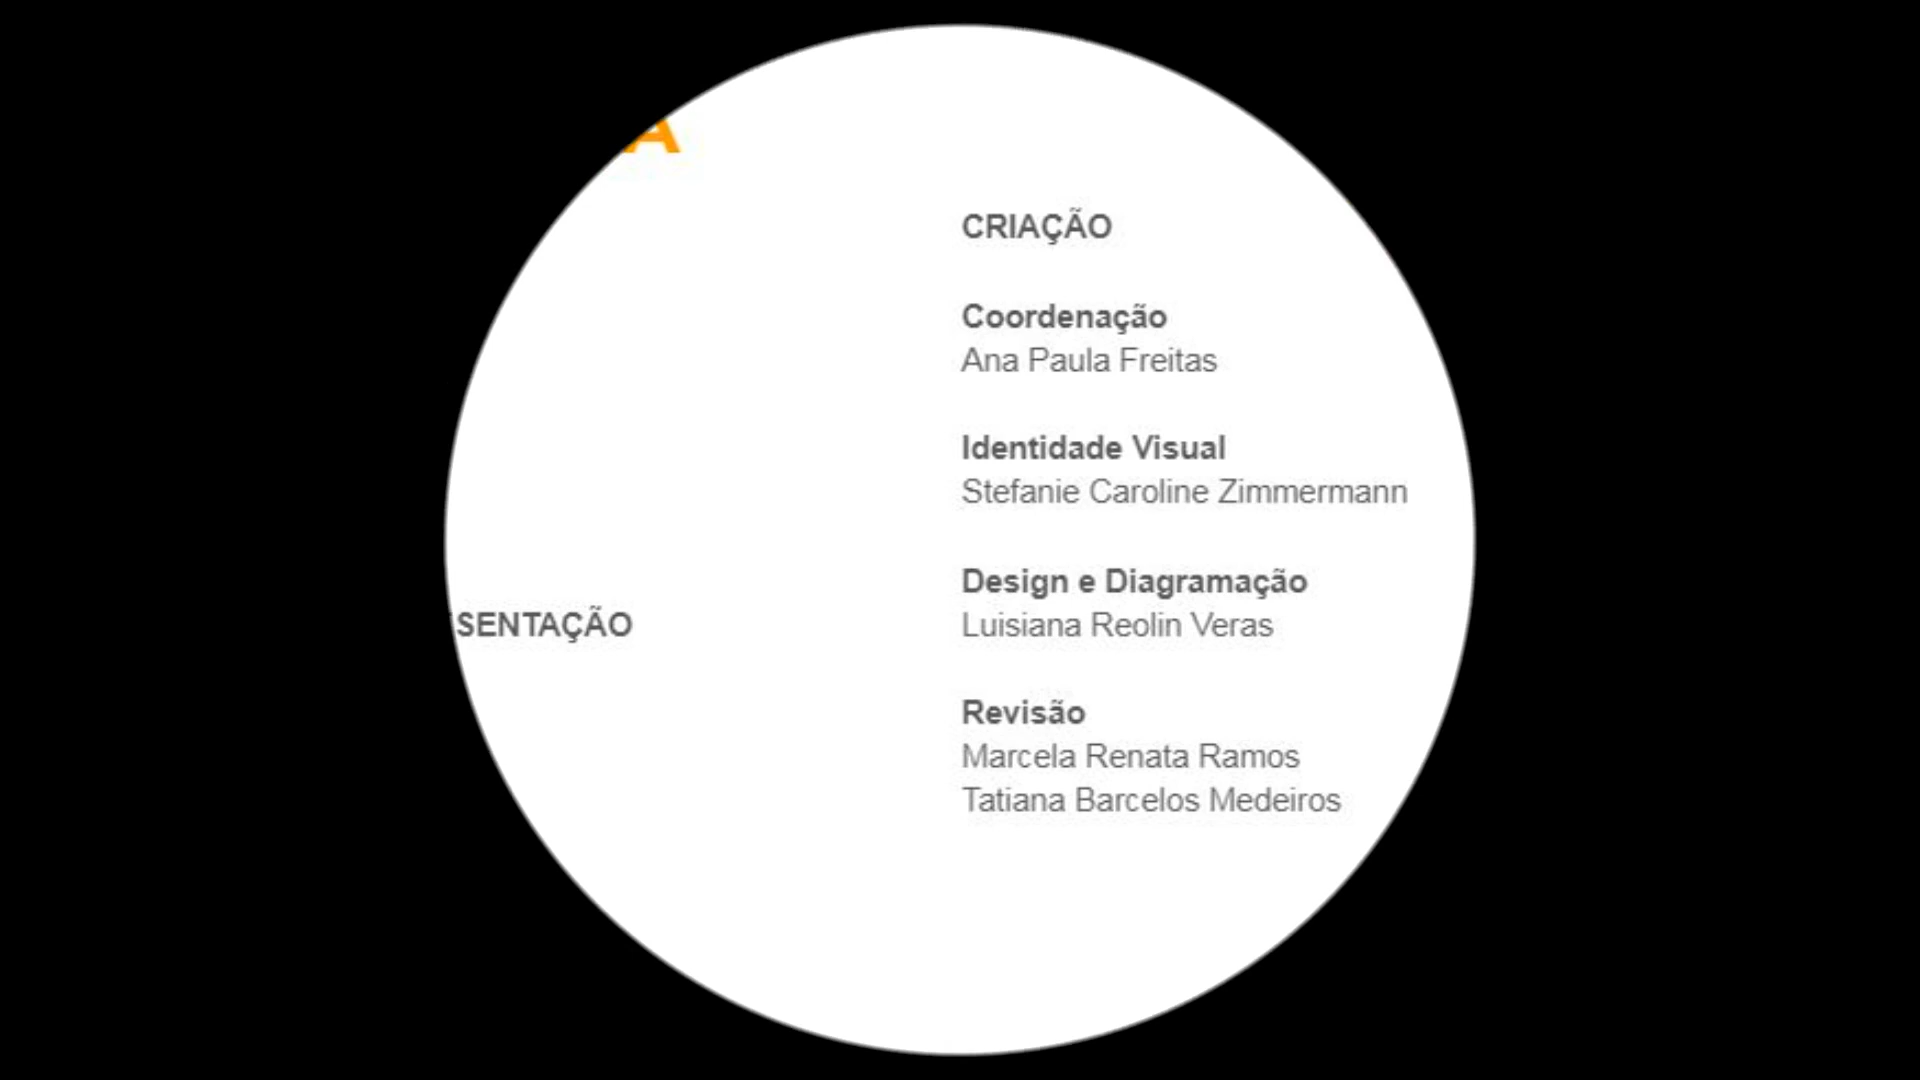 CRIAÇÃO
Coordenação
Ana Paula Freitas
Identidade Visual
Stefanie Caroline Zimmermann
Design e Diagramação
Luisiana Reolin Veras
Revisão
Marcela Renata Ramos
Tatiana Barcelos Medeiros